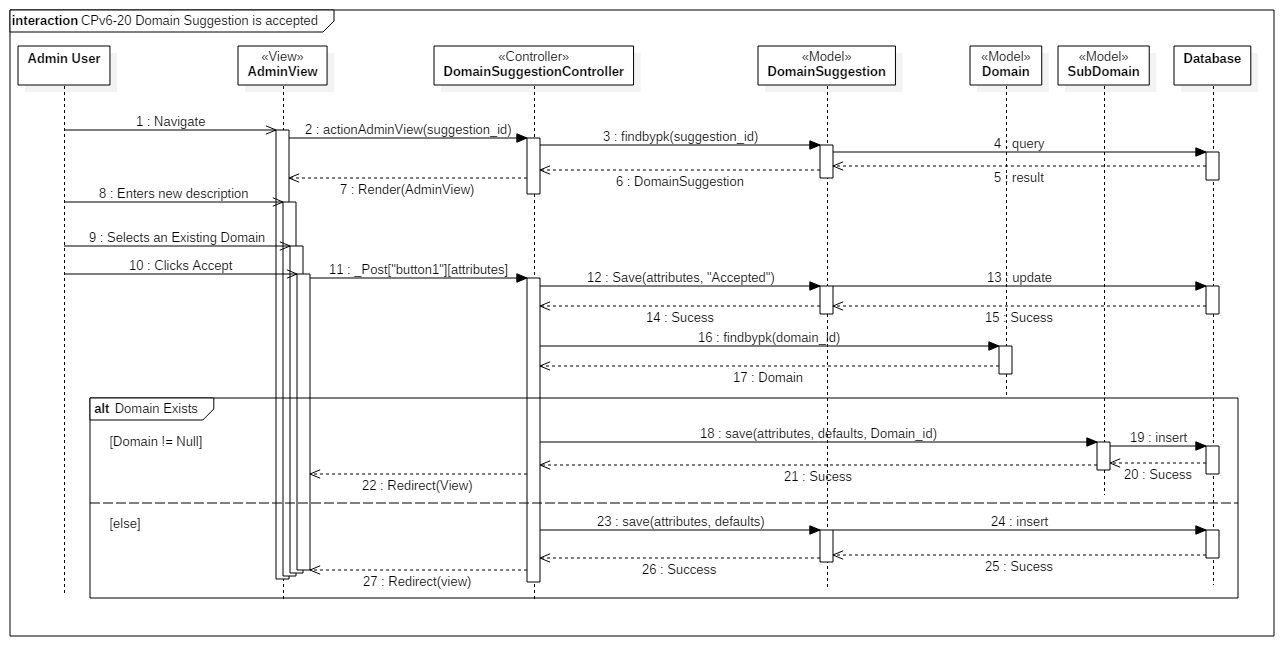 interaction CPv6-20 Domain Suggestion is accepted
Admin User
«View»
AdminView
«Controller»
DomainSuggestionController
«Model»
DomainSuggestion
«Model»
Domain
«Model»
SubDomain
Database
1 : Navigate
2 : actionAdminView(suggestion_id)
3 : findbypk(suggestion_id)
4 : query
5 : result
6 : DomainSuggestion
7 : Render(AdminView)
8 : Enters new description
9 : Selects an Existing Domain
10 : Clicks Accept
11 : _Post["button1"][attributes]
12 : Save(attributes, "Accepted")
13 : update
14 : Sucess
15 : Sucess
16 : findbypk(domain_id)
17 : Domain
alt Domain Exists
[Domain != Null]
18 : save(attributes, defaults, Domain_id)
19 : insert
20 : Sucess
21 : Sucess
22 : Redirect(View)
[else]
23 : save(attributes, defaults)
24 : insert
25 : Sucess
26 : Success
27 : Redirect(view)